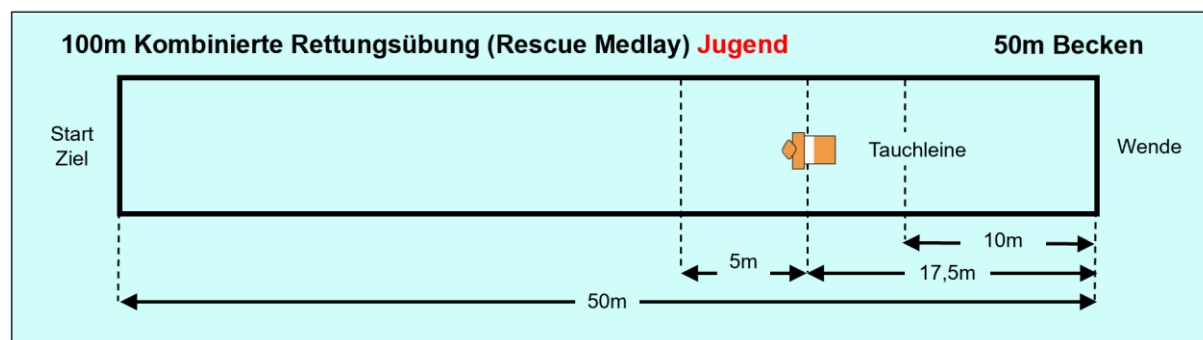 100m Kombinierte Rettungsübung (Rescue Medlay) Jugend 50m Becken
Start
Ziel
Tauchleine
Wende
10m
5m
17,5m
50m